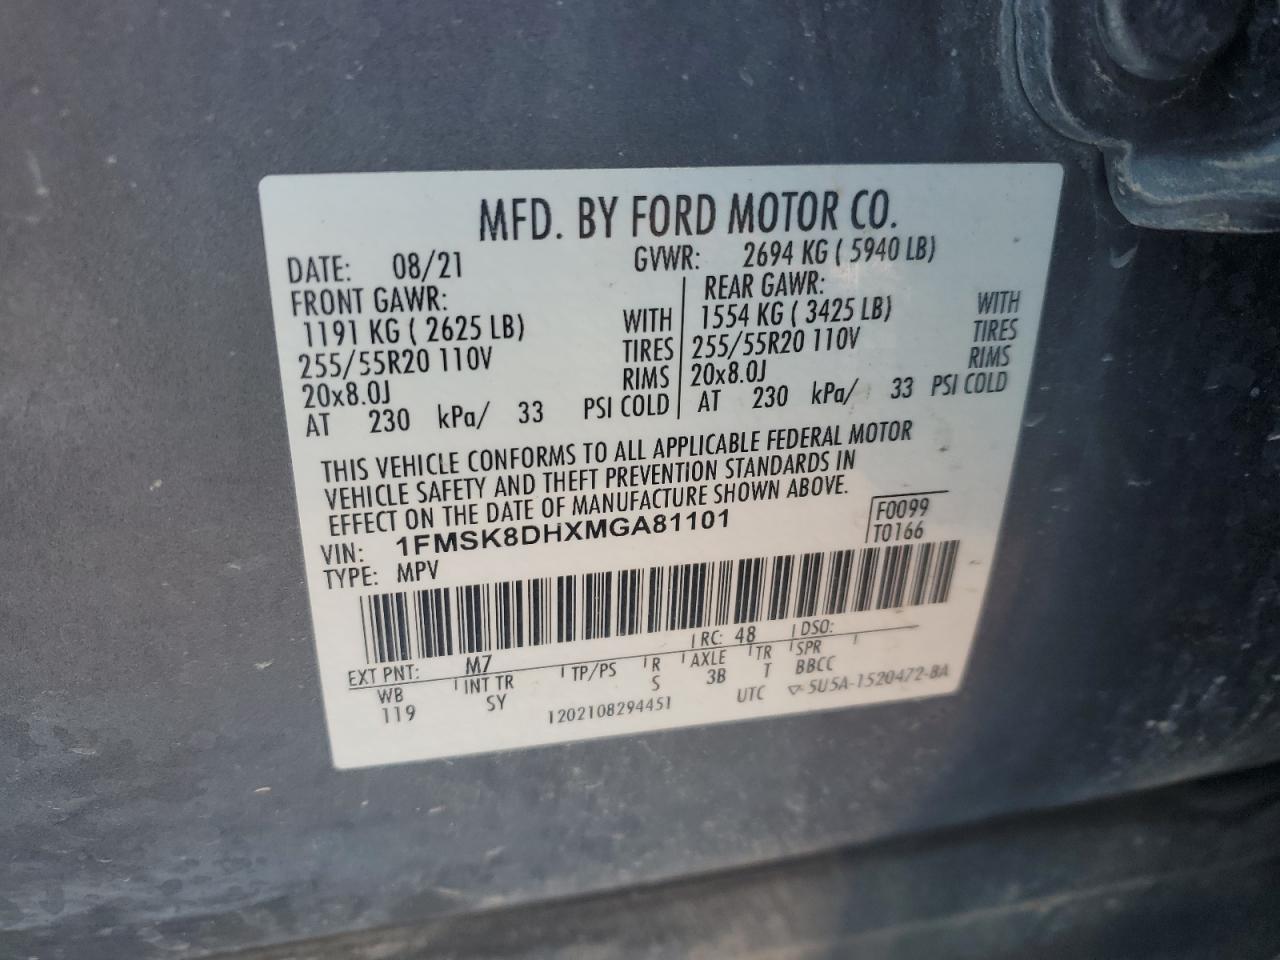 MFD. BY FORD MOTOR CO.
DATE: 08/21 GVWR: 2694 KG ( 5940 LB)
FRONT GAWR: REAR GAWR:
1191 KG ( 2625 LB) WITH 1554 KG ( 3425 LB) WITH
255/55R20 110V TIRES 255/55R20 110V TIRES
20x8.0J RIMS 20x8.0J RIMS
AT 230 kPa/ 33 PSI COLD AT 230 kPa/ 33 PSI COLD
THIS VEHICLE CONFORMS TO ALL APPLICABLE FEDERAL MOTOR
VEHICLE SAFETY AND THEFT PREVENTION STANDARDS IN
EFFECT ON THE DATE OF MANUFACTURE SHOWN ABOVE.
VIN: 1FMSK8DHXMGA81101 F0099
TYPE: MPV T0166
EXT PNT: M7 RC: 48 DSO:
WB INT TR TP/PS R AXLE TR SPR
119 SY S 3B T BBCC
1202108294451 UTC 5U5A-1520472-BA